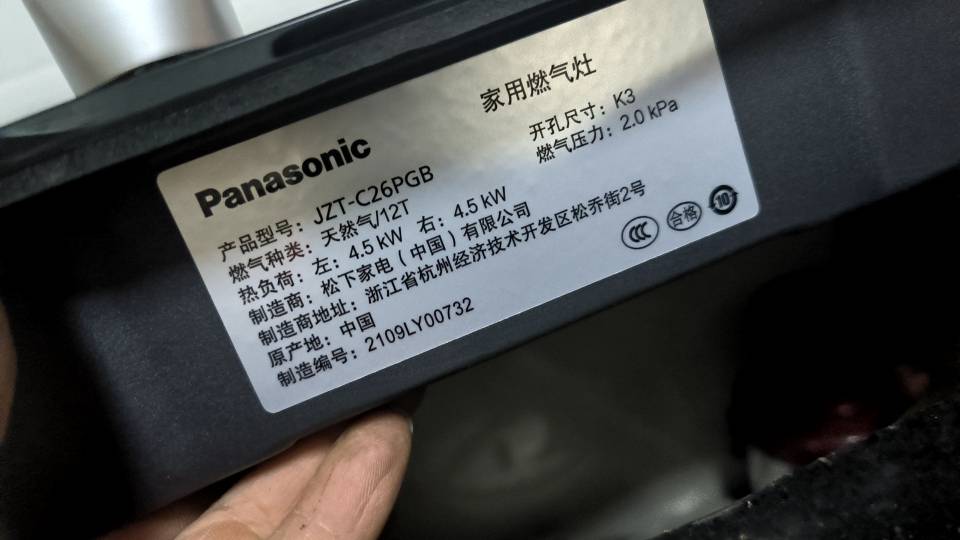 家用燃气灶
Panasonic
开孔尺寸：K3
燃气压力：2.0 kPa
产品型号：JZT-C26PGB
燃气种类：天然气/12T
热负荷：左：4.5 kW 右：4.5 kW
制造商：松下家电（中国）有限公司
制造商地址：浙江省杭州经济技术开发区松乔街2号
原产地：中国
制造编号：2109LY00732
CCC 合格 10